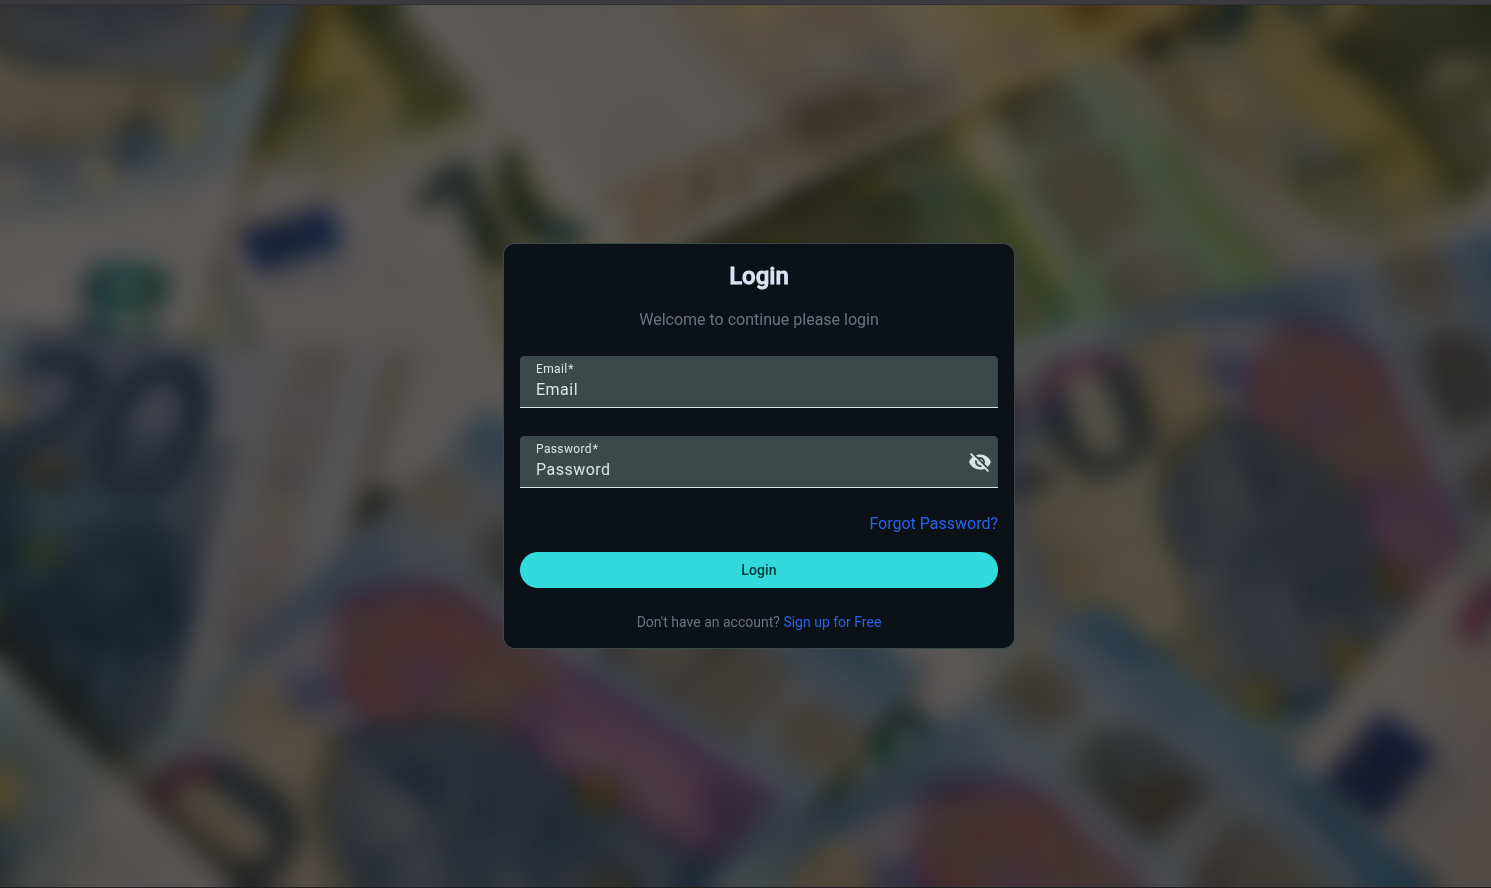 Login
Welcome to continue please login
Email*
Email
Password*
Password
Forgot Password?
Login
Don't have an account? Sign up for Free
20